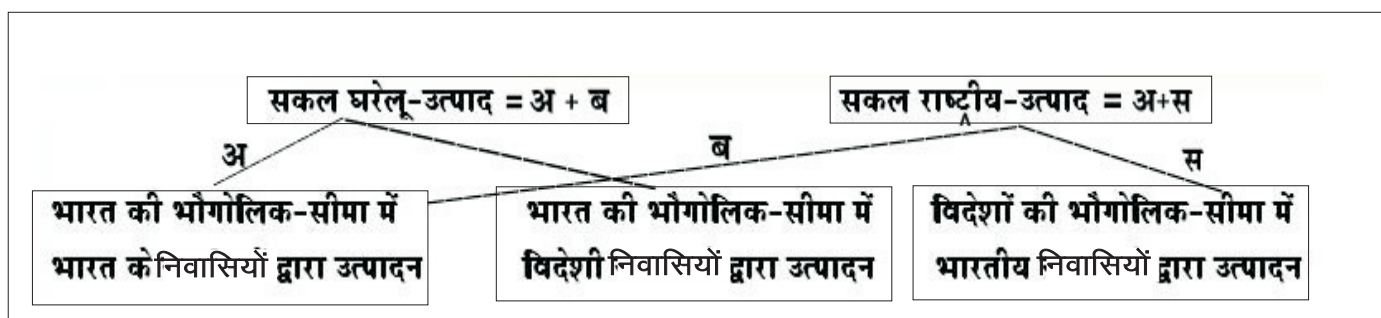 सकल घरेलू-उत्पाद = अ + ब
सकल राष्ट्रीय-उत्पाद = अ+स
अ
ब
स
भारत की भौगोलिक-सीमा में
भारत के निवासियों द्वारा उत्पादन
भारत की भौगोलिक-सीमा में
विदेशी निवासियों द्वारा उत्पादन
विदेशों की भौगोलिक-सीमा में
भारतीय निवासियों द्वारा उत्पादन